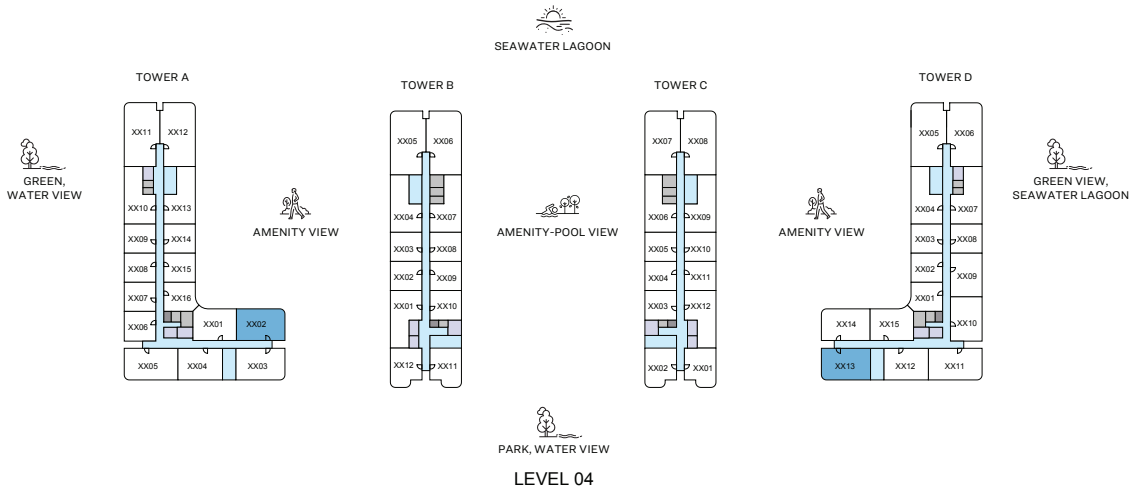 SEAWATER LAGOON
TOWER A
TOWER B
TOWER C
TOWER D
XX11 XX12
XX10 XX13
XX09 XX14
XX08 XX15
XX07 XX16
XX06 XX01 XX02
XX05 XX04 XX03
XX05 XX06
XX04 XX07
XX03 XX08
XX02 XX09
XX01 XX10
XX12 XX11
XX07 XX08
XX06 XX09
XX05 XX10
XX04 XX11
XX03 XX12
XX02 XX01
XX05 XX06
XX04 XX07
XX03 XX08
XX02 XX09
XX01
XX14 XX15 XX10
XX13 XX12 XX11
GREEN,
WATER VIEW
AMENITY VIEW
AMENITY-POOL VIEW
AMENITY VIEW
GREEN VIEW,
SEAWATER LAGOON
PARK, WATER VIEW
LEVEL 04